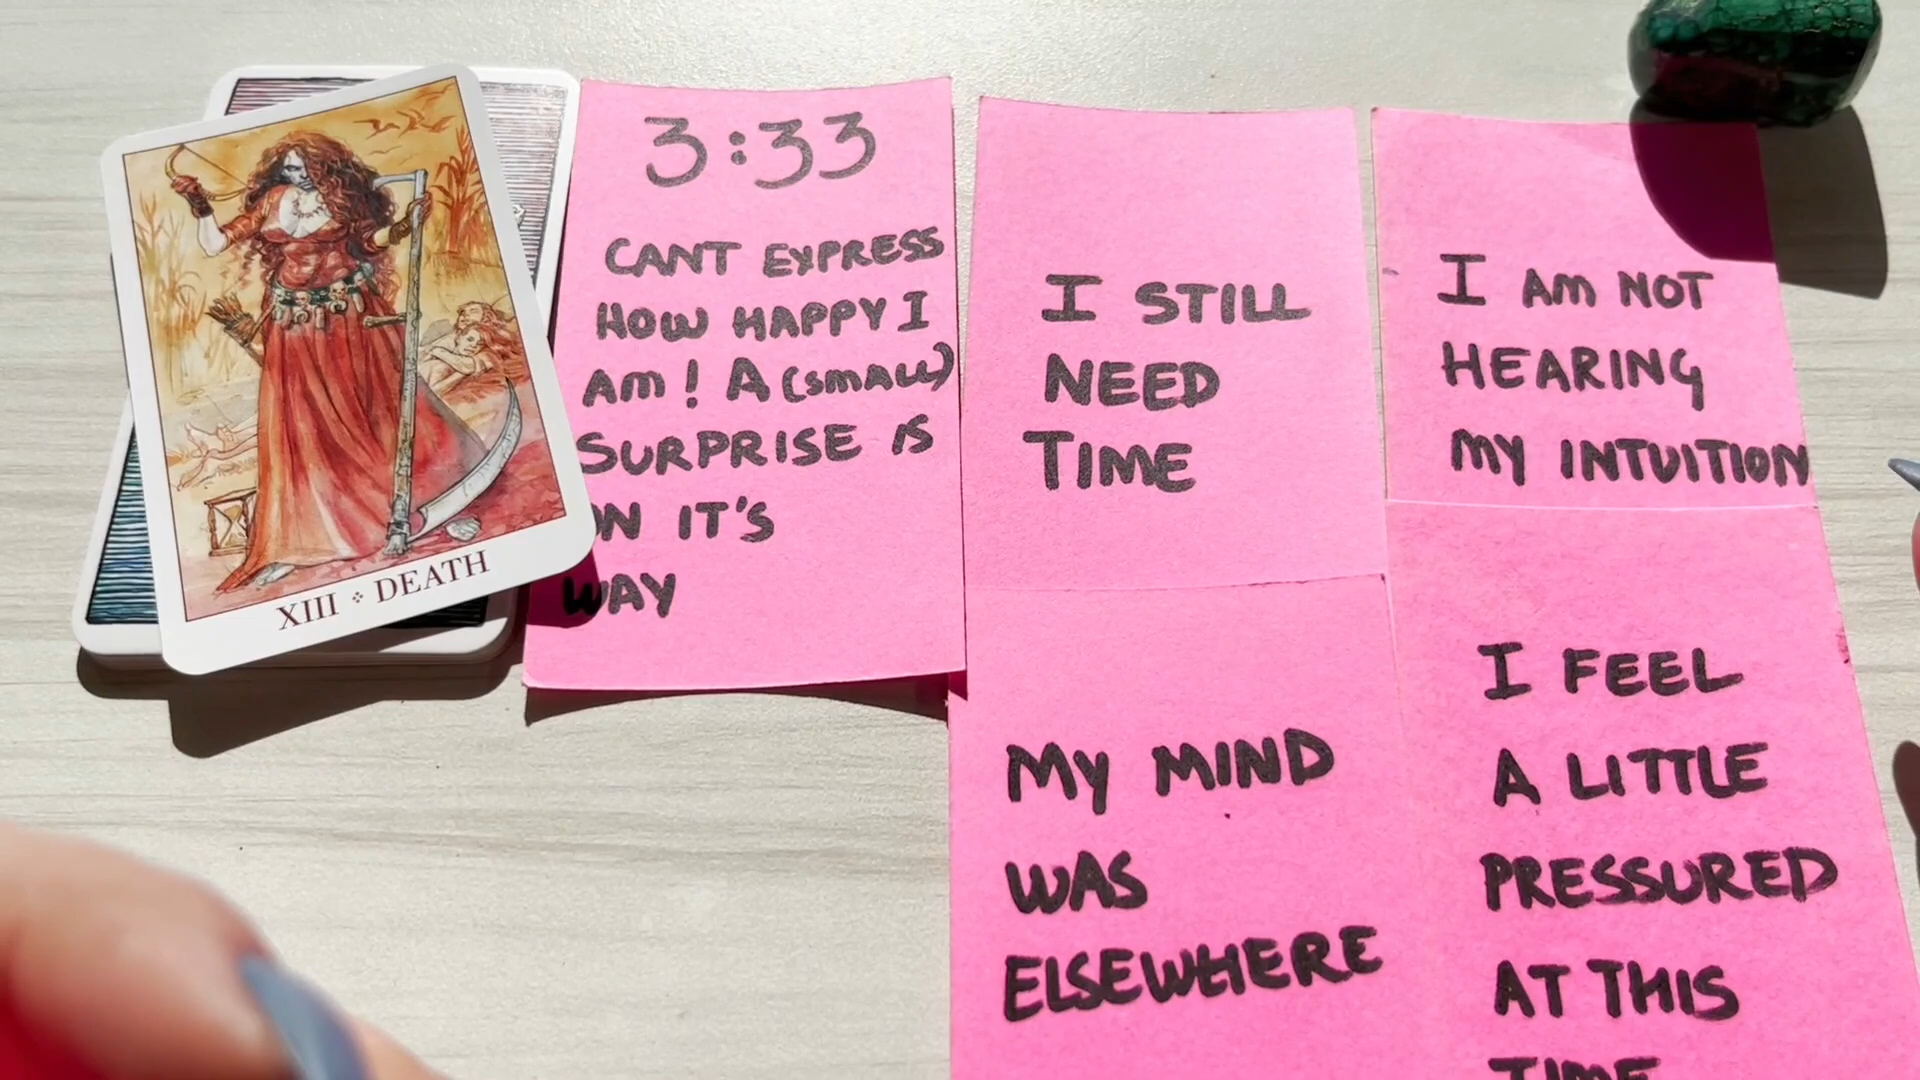 XIII DEATH
3:33
CANT EXPRESS
HOW HAPPY I
AM! A (SMALL)
SURPRISE IS
ON IT'S
WAY
I STILL
NEED
TIME
I AM NOT
HEARING
MY INTUITION
MY MIND
WAS
ELSEWHERE
I FEEL
A LITTLE
PRESSURED
AT THIS
TIME